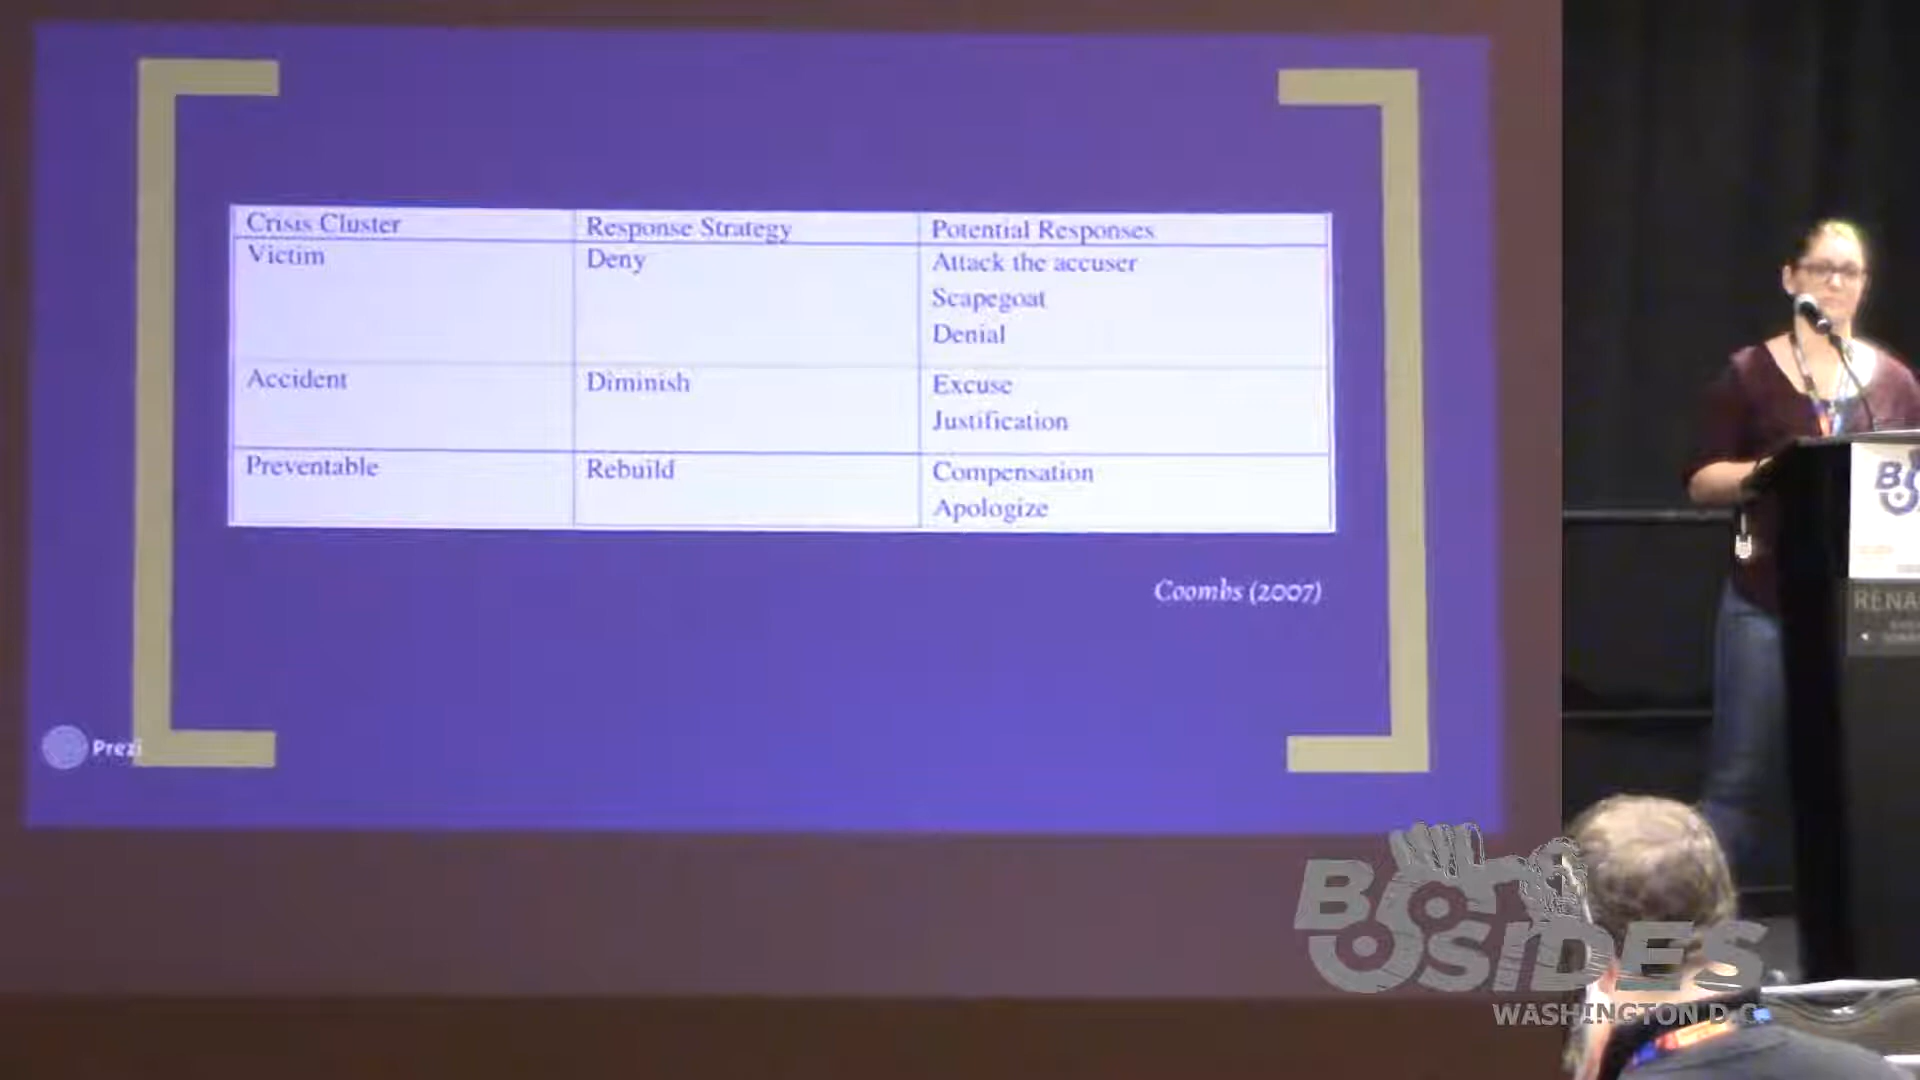 Crisis Cluster Response Strategy Potential Responses
Victim Deny Attack the accuser
Scapegoat
Denial
Accident Diminish Excuse
Justification
Preventable Rebuild Compensation
Apologize
Coombs (2007)
Prezi
RENA
BSIDES
WASHINGTON D.C.